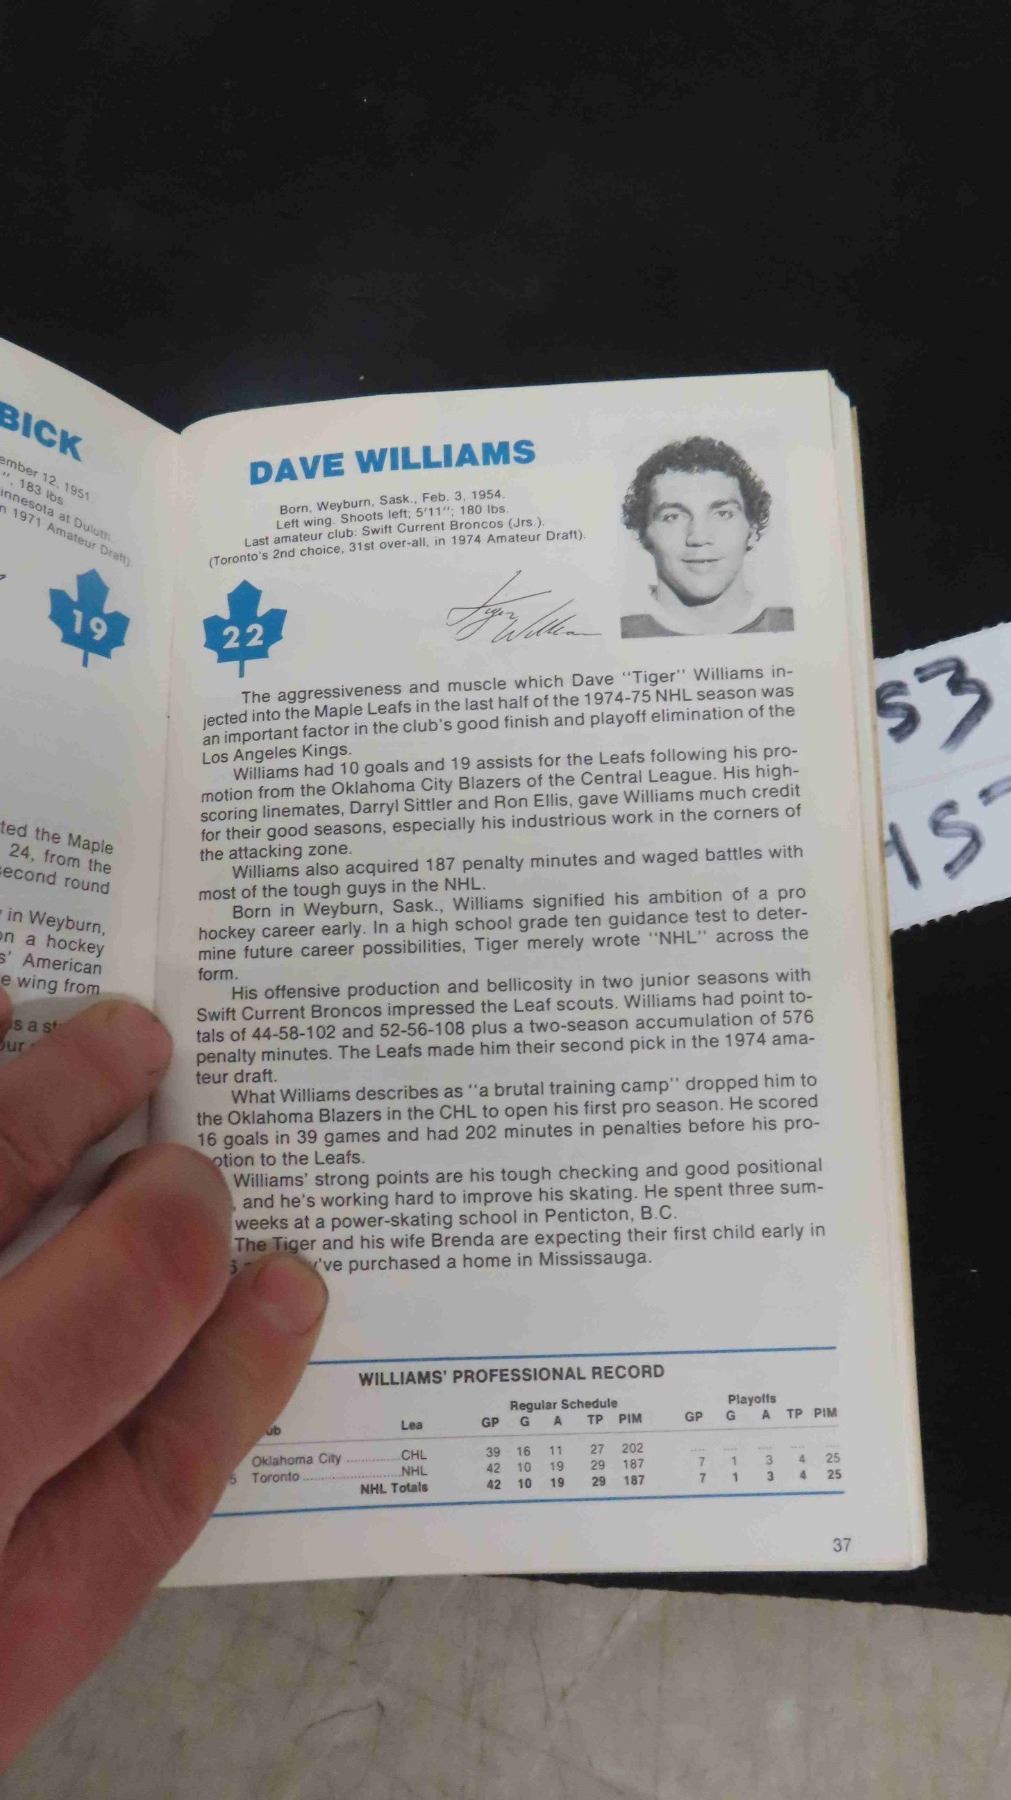 BICK
ember 12, 1951.
183 lbs
innesota at Duluth.
n 1971 Amateur Draft).
19
ted the Maple
24, from the
second round
in Weyburn,
on a hockey
s' American
e wing from
is a
DAVE WILLIAMS
Born, Weyburn, Sask., Feb. 3, 1954.
Left wing. Shoots left; 5'11"; 180 lbs.
Last amateur club: Swift Current Broncos (Jrs.).
(Toronto's 2nd choice, 31st over-all, in 1974 Amateur Draft).
22
Tiger
Williams
The aggressiveness and muscle which Dave "Tiger" Williams in-
jected into the Maple Leafs in the last half of the 1974-75 NHL season was
an important factor in the club's good finish and playoff elimination of the
Los Angeles Kings.
Williams had 10 goals and 19 assists for the Leafs following his pro-
motion from the Oklahoma City Blazers of the Central League. His high-
scoring linemates, Darryl Sittler and Ron Ellis, gave Williams much credit
for their good seasons, especially his industrious work in the corners of
the attacking zone.
Williams also acquired 187 penalty minutes and waged battles with
most of the tough guys in the NHL.
Born in Weyburn, Sask., Williams signified his ambition of a pro
hockey career early. In a high school grade ten guidance test to deter-
mine future career possibilities, Tiger merely wrote "NHL" across the
form.
His offensive production and bellicosity in two junior seasons with
Swift Current Broncos impressed the Leaf scouts. Williams had point to-
tals of 44-58-102 and 52-56-108 plus a two-season accumulation of 576
penalty minutes. The Leafs made him their second pick in the 1974 ama-
teur draft.
What Williams describes as "a brutal training camp" dropped him to
the Oklahoma Blazers in the CHL to open his first pro season. He scored
16 goals in 39 games and had 202 minutes in penalties before his pro-
otion to the Leafs.
Williams' strong points are his tough checking and good positional
, and he's working hard to improve his skating. He spent three sum-
weeks at a power-skating school in Penticton, B.C.
The Tiger and his wife Brenda are expecting their first child early in
've purchased a home in Mississauga.
WILLIAMS' PROFESSIONAL RECORD
Regular Schedule Playoffs
ub Lea GP G A TP PIM GP G A TP PIM
Oklahoma City ............ CHL 39 16 11 27 202 .... .... .... .... ....
5 Toronto ........................ NHL 42 10 19 29 187 7 1 3 4 25
NHL Totals 42 10 19 29 187 7 1 3 4 25
37
53